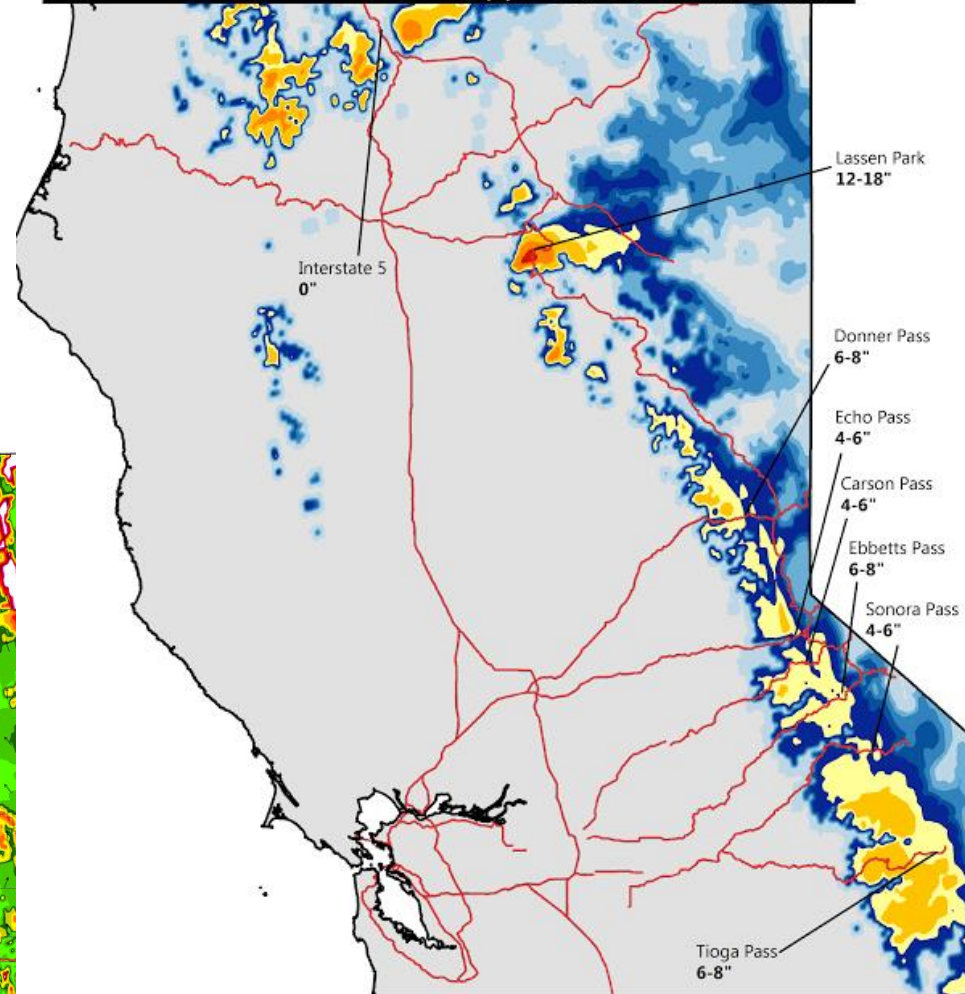 Lassen Park
12-18"
Interstate 5
0"
Donner Pass
6-8"
Echo Pass
4-6"
Carson Pass
4-6"
Ebbetts Pass
6-8"
Sonora Pass
4-6"
Tioga Pass
6-8"